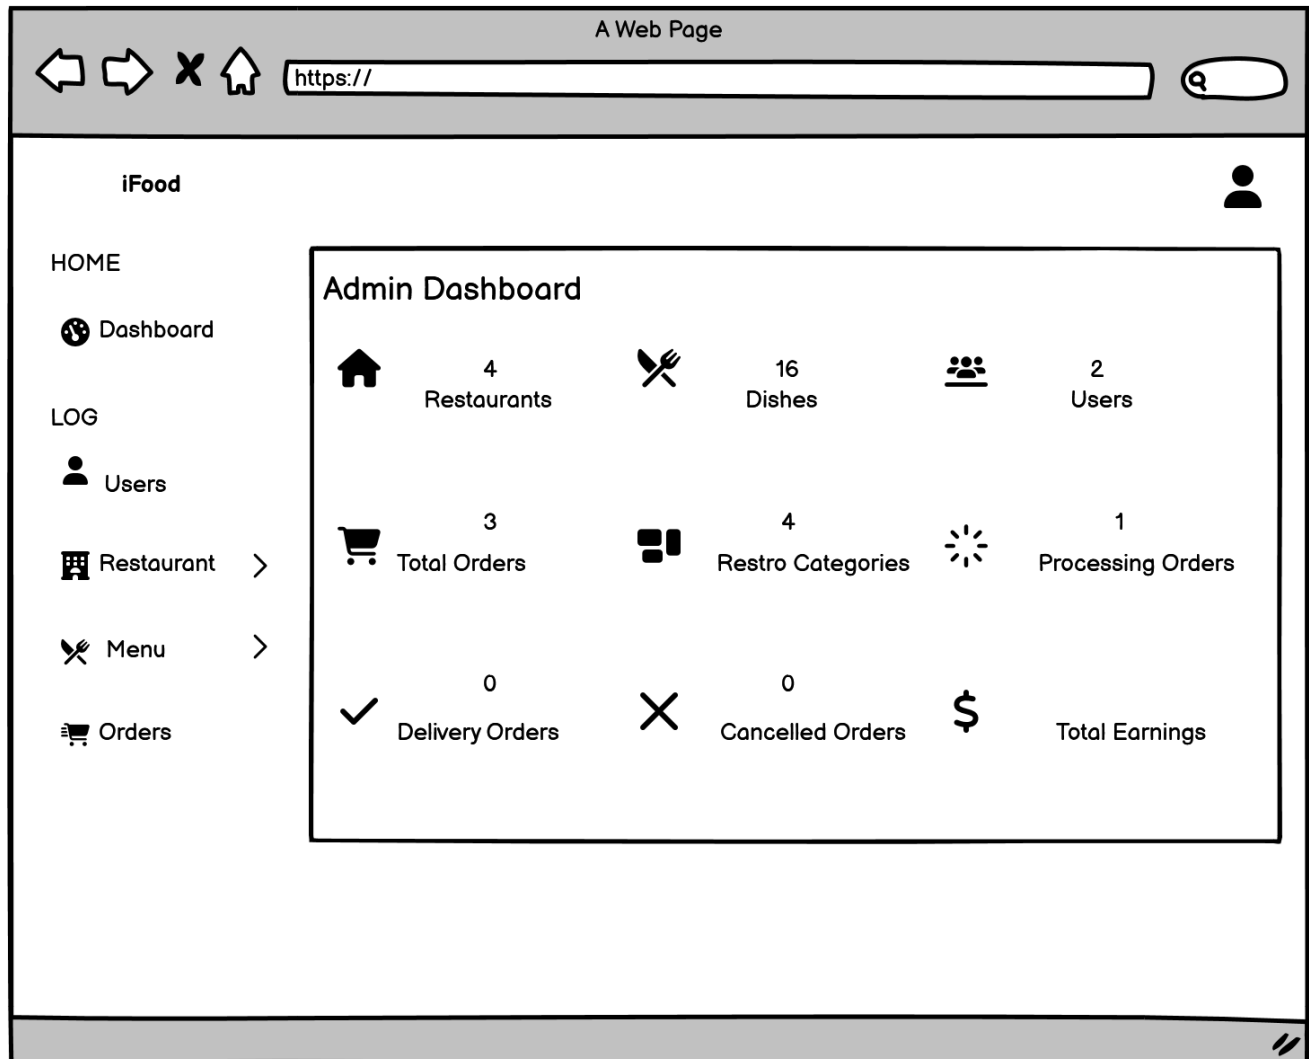 A Web Page
https://
iFood
HOME
Dashboard
LOG
Users
Restaurant
Menu
Orders
Admin Dashboard
4
Restaurants
16
Dishes
2
Users
3
Total Orders
4
Restro Categories
1
Processing Orders
0
Delivery Orders
0
Cancelled Orders
$
Total Earnings